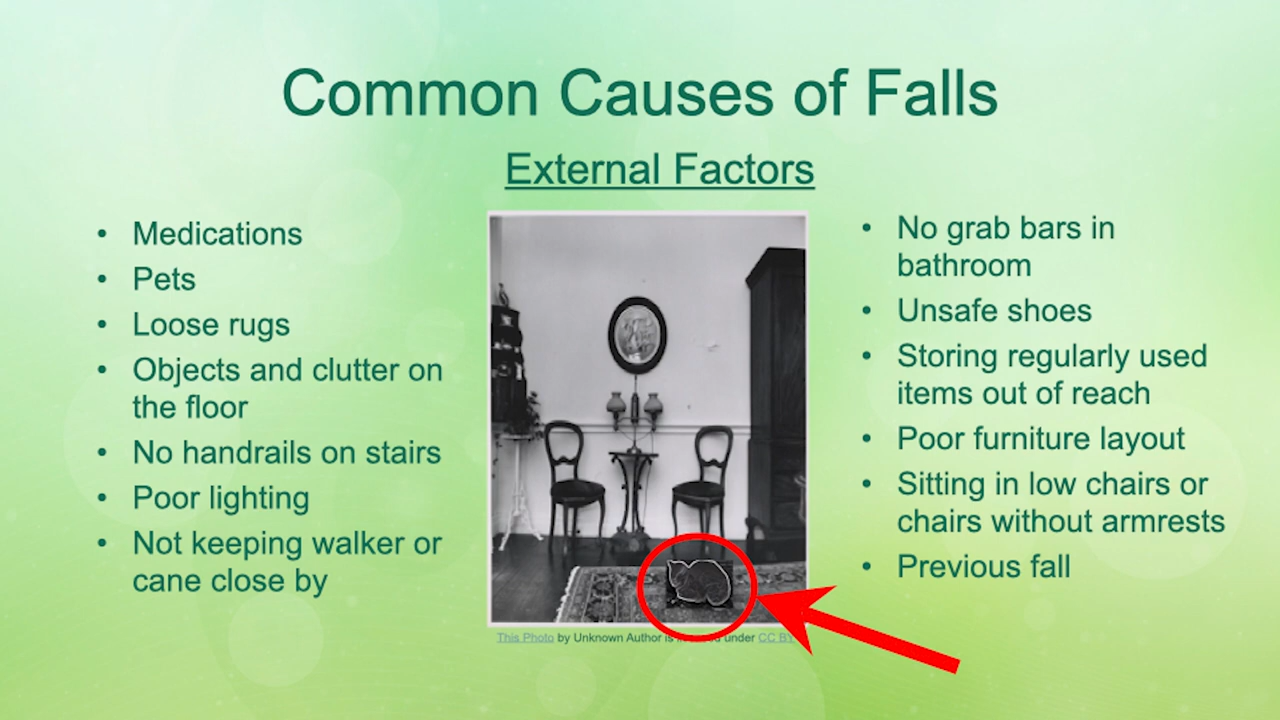 Common Causes of Falls
External Factors
• Medications
• Pets
• Loose rugs
• Objects and clutter on
the floor
• No handrails on stairs
• Poor lighting
• Not keeping walker or
cane close by
• No grab bars in
bathroom
• Unsafe shoes
• Storing regularly used
items out of reach
• Poor furniture layout
• Sitting in low chairs or
chairs without armrests
• Previous fall
This Photo by Unknown Author is licensed under CC BY